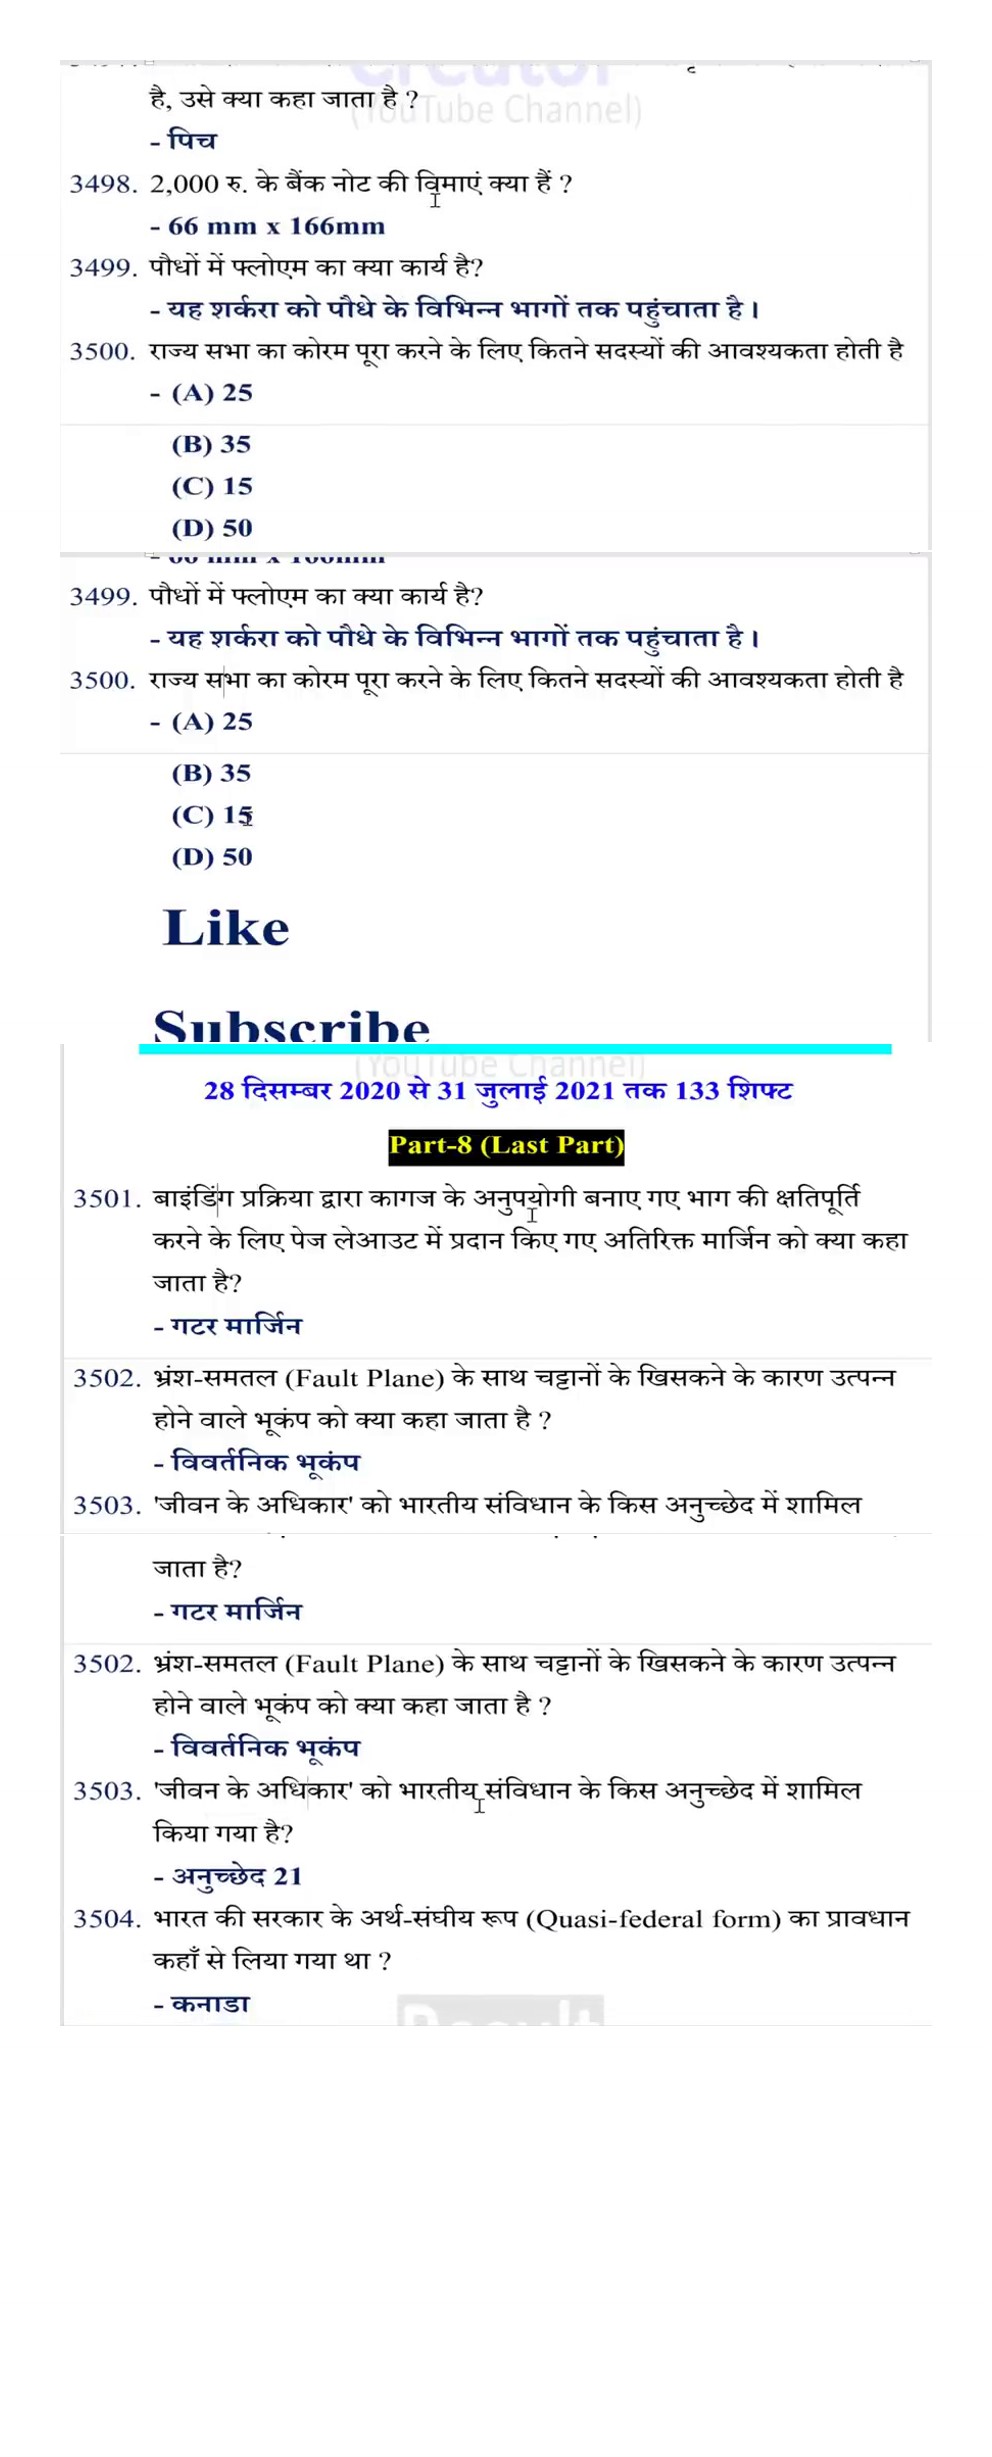 Creator
है, उसे क्या कहा जाता है ?
(YouTube Channel)
- पिच
3498. 2,000 रु. के बैंक नोट की विमाएं क्या हैं ?
- 66 mm x 166mm
3499. पौधों में फ्लोएम का क्या कार्य है?
- यह शर्करा को पौधे के विभिन्न भागों तक पहुंचाता है।
3500. राज्य सभा का कोरम पूरा करने के लिए कितने सदस्यों की आवश्यकता होती है
- (A) 25
(B) 35
(C) 15
(D) 50
- 66 mm x 166mm
3499. पौधों में फ्लोएम का क्या कार्य है?
- यह शर्करा को पौधे के विभिन्न भागों तक पहुंचाता है।
3500. राज्य सभा का कोरम पूरा करने के लिए कितने सदस्यों की आवश्यकता होती है
- (A) 25
(B) 35
(C) 15
(D) 50
Like
Subscribe
(YouTube Channel)
28 दिसम्बर 2020 से 31 जुलाई 2021 तक 133 शिफ्ट
Part-8 (Last Part)
3501. बाइंडिंग प्रक्रिया द्वारा कागज के अनुपयोगी बनाए गए भाग की क्षतिपूर्ति
करने के लिए पेज लेआउट में प्रदान किए गए अतिरिक्त मार्जिन को क्या कहा
जाता है?
- गटर मार्जिन
3502. भ्रंश-समतल (Fault Plane) के साथ चट्टानों के खिसकने के कारण उत्पन्न
होने वाले भूकंप को क्या कहा जाता है ?
- विवर्तनिक भूकंप
3503. 'जीवन के अधिकार' को भारतीय संविधान के किस अनुच्छेद में शामिल
जाता है?
- गटर मार्जिन
3502. भ्रंश-समतल (Fault Plane) के साथ चट्टानों के खिसकने के कारण उत्पन्न
होने वाले भूकंप को क्या कहा जाता है ?
- विवर्तनिक भूकंप
3503. 'जीवन के अधिकार' को भारतीय संविधान के किस अनुच्छेद में शामिल
किया गया है?
- अनुच्छेद 21
3504. भारत की सरकार के अर्थ-संघीय रूप (Quasi-federal form) का प्रावधान
कहाँ से लिया गया था ?
- कनाडा
Result